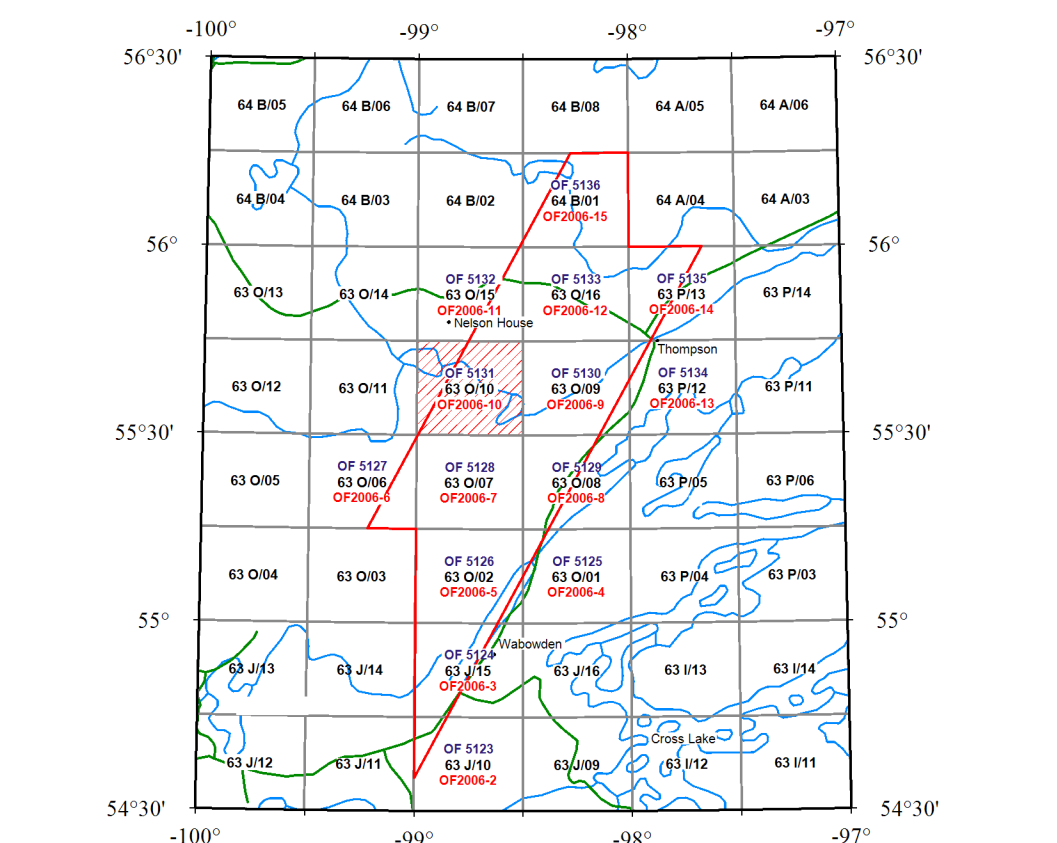 -100° -99° -98° -97°
56°30' 56°30'
64 B/05 64 B/06 64 B/07 64 B/08 64 A/05 64 A/06
OF 5136
64 B/04 64 B/03 64 B/02 64 B/01 64 A/04 64 A/03
OF2006-15
56° 56°
OF 5132 OF 5133 OF 5135
63 O/13 63 O/14 63 O/15 63 O/16 63 P/13 63 P/14
OF2006-11 OF2006-12 OF2006-14
Nelson House
Thompson
OF 5131 OF 5130 OF 5134
63 O/12 63 O/11 63 O/10 63 O/09 63 P/12 63 P/11
OF2006-10 OF2006-9 OF2006-13
55°30' 55°30'
OF 5127 OF 5128 OF 5129
63 O/05 63 O/06 63 O/07 63 O/08 63 P/05 63 P/06
OF2006-6 OF2006-7 OF2006-8
OF 5126 OF 5125
63 O/04 63 O/03 63 O/02 63 O/01 63 P/04 63 P/03
OF2006-5 OF2006-4
55° 55°
Wabowden
OF 5124
63 J/13 63 J/14 63 J/15 63 J/16 63 I/13 63 I/14
OF2006-3
Cross Lake
OF 5123
63 J/12 63 J/11 63 J/10 63 J/09 63 I/12 63 I/11
OF2006-2
54°30' 54°30'
-100° -99° -98° -97°